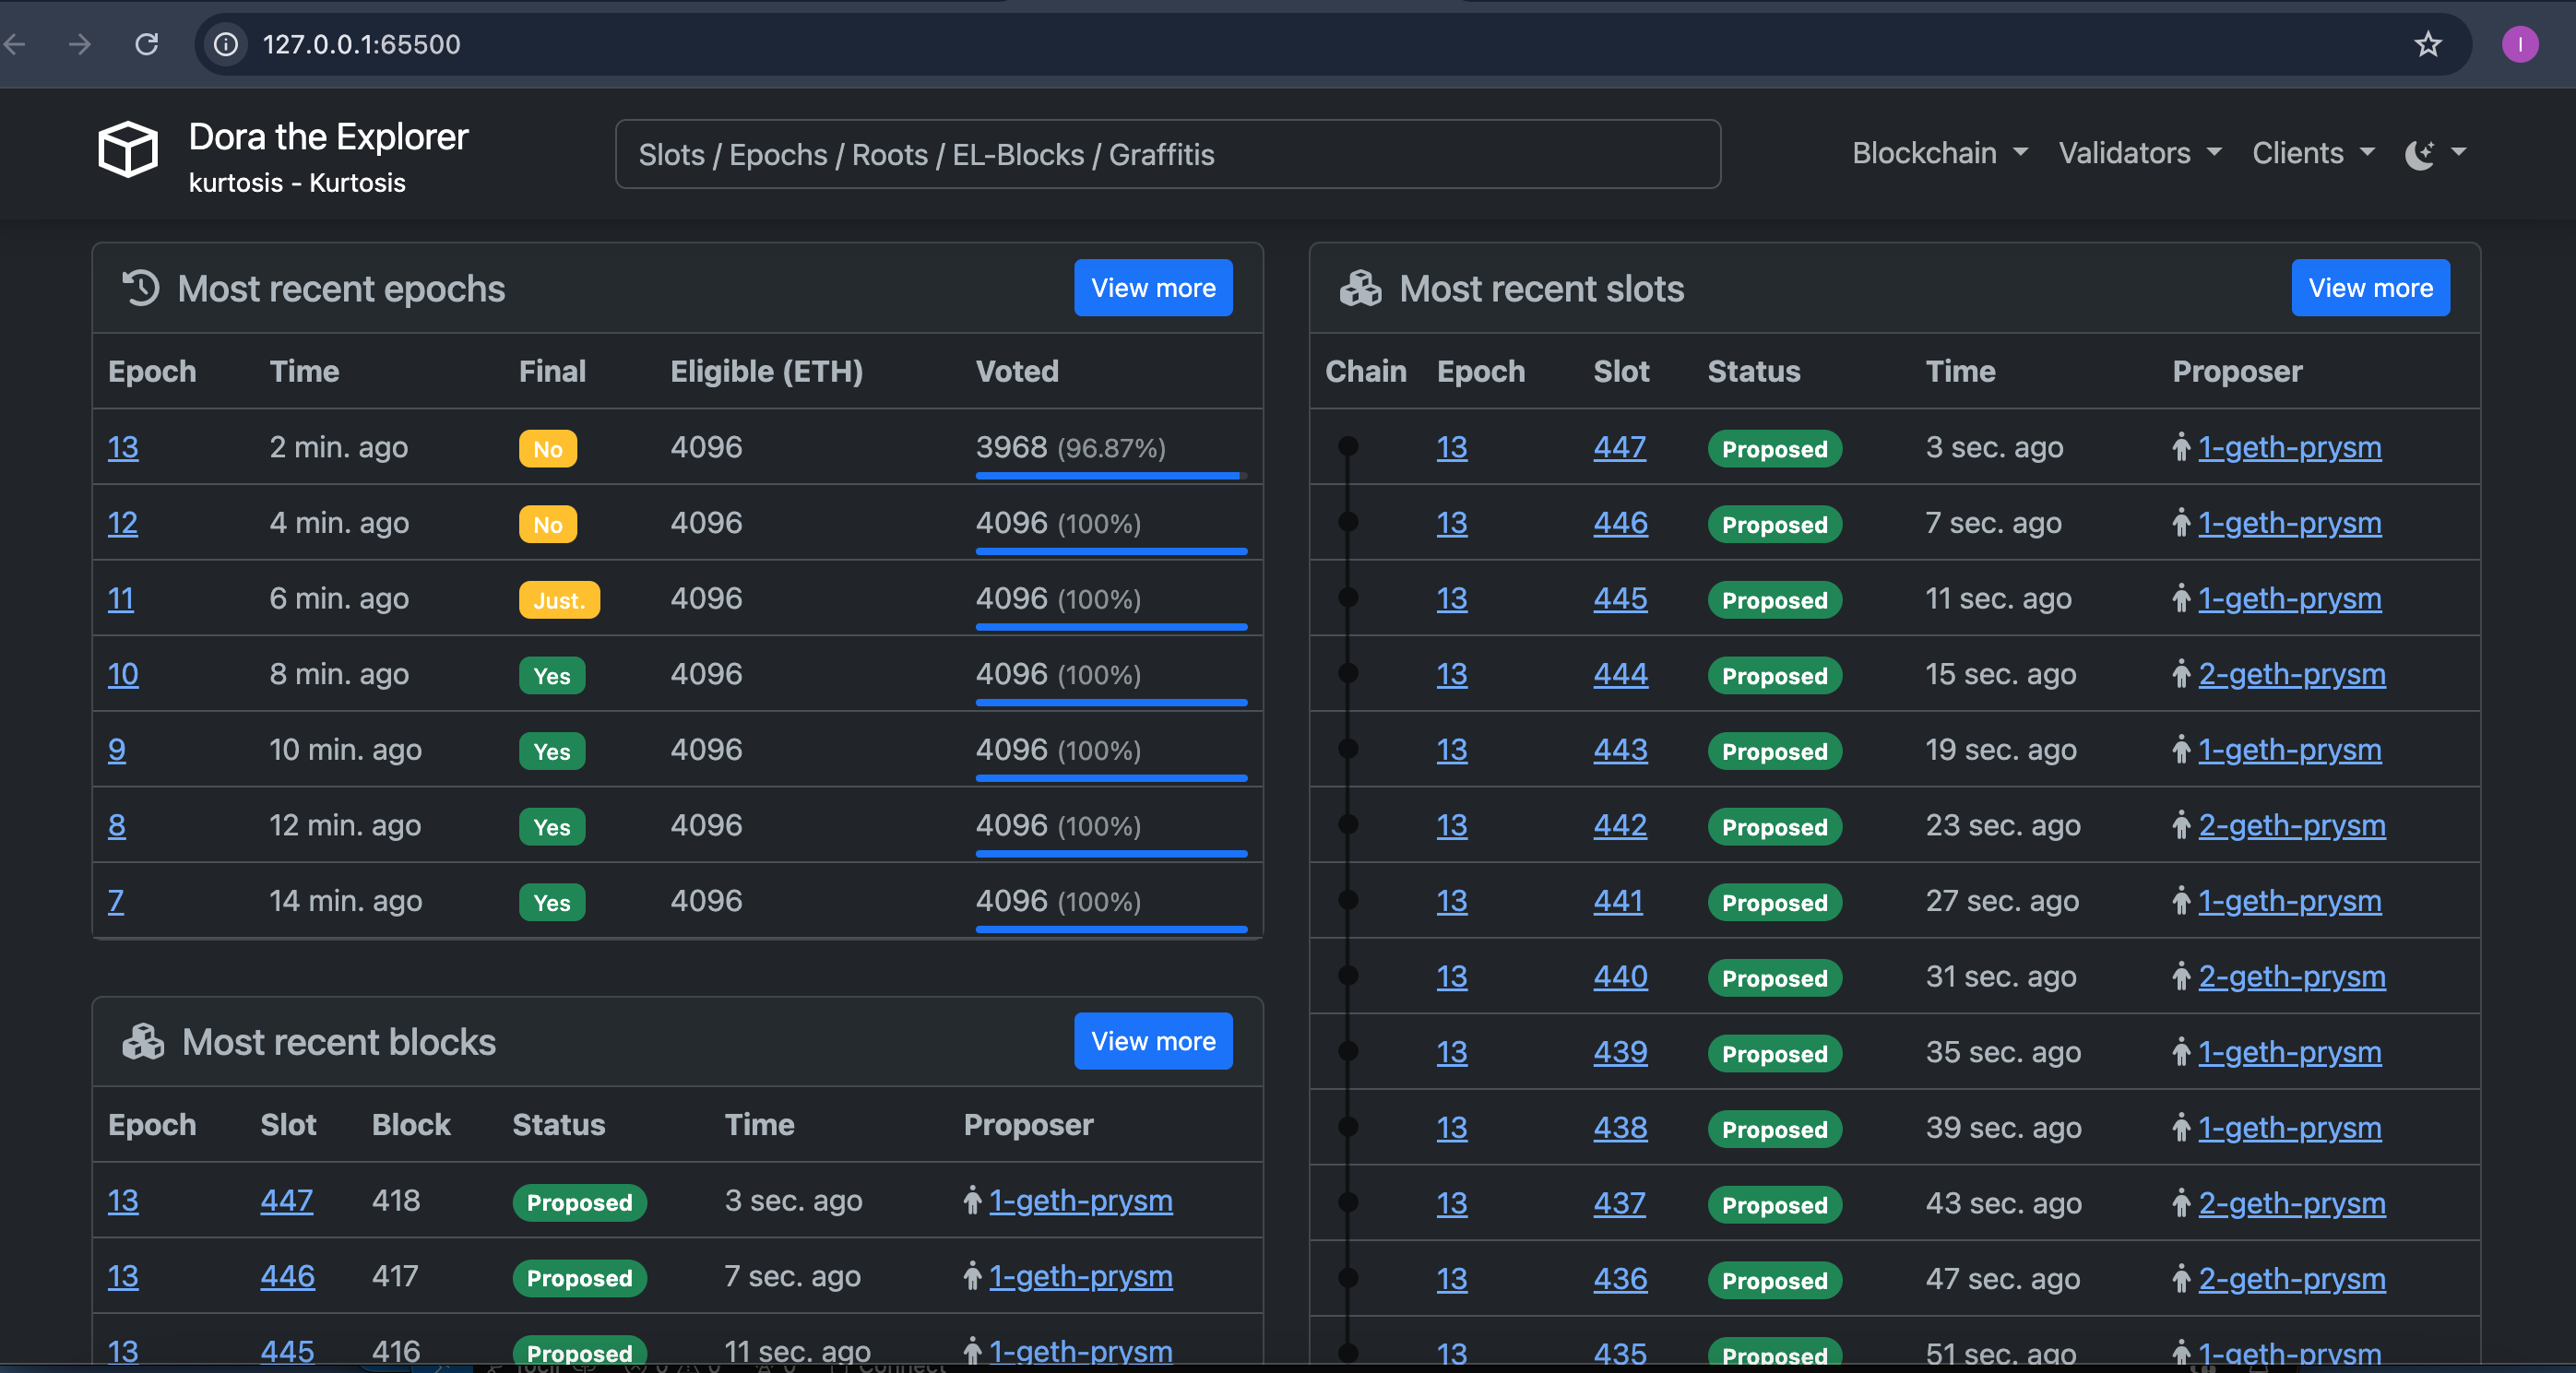 127.0.0.1:65500
I
Dora the Explorer
kurtosis - Kurtosis
Slots / Epochs / Roots / EL-Blocks / Graffitis
Blockchain Validators Clients
Most recent epochs View more
Epoch Time Final Eligible (ETH) Voted
13 2 min. ago No 4096 3968 (96.87%)
12 4 min. ago No 4096 4096 (100%)
11 6 min. ago Just. 4096 4096 (100%)
10 8 min. ago Yes 4096 4096 (100%)
9 10 min. ago Yes 4096 4096 (100%)
8 12 min. ago Yes 4096 4096 (100%)
7 14 min. ago Yes 4096 4096 (100%)
Most recent blocks View more
Epoch Slot Block Status Time Proposer
13 447 418 Proposed 3 sec. ago 1-geth-prysm
13 446 417 Proposed 7 sec. ago 1-geth-prysm
13 445 416 Proposed 11 sec. ago 1-geth-prysm
Most recent slots View more
Chain Epoch Slot Status Time Proposer
13 447 Proposed 3 sec. ago 1-geth-prysm
13 446 Proposed 7 sec. ago 1-geth-prysm
13 445 Proposed 11 sec. ago 1-geth-prysm
13 444 Proposed 15 sec. ago 2-geth-prysm
13 443 Proposed 19 sec. ago 1-geth-prysm
13 442 Proposed 23 sec. ago 2-geth-prysm
13 441 Proposed 27 sec. ago 1-geth-prysm
13 440 Proposed 31 sec. ago 2-geth-prysm
13 439 Proposed 35 sec. ago 1-geth-prysm
13 438 Proposed 39 sec. ago 1-geth-prysm
13 437 Proposed 43 sec. ago 2-geth-prysm
13 436 Proposed 47 sec. ago 2-geth-prysm
13 435 Proposed 51 sec. ago 1-geth-prysm